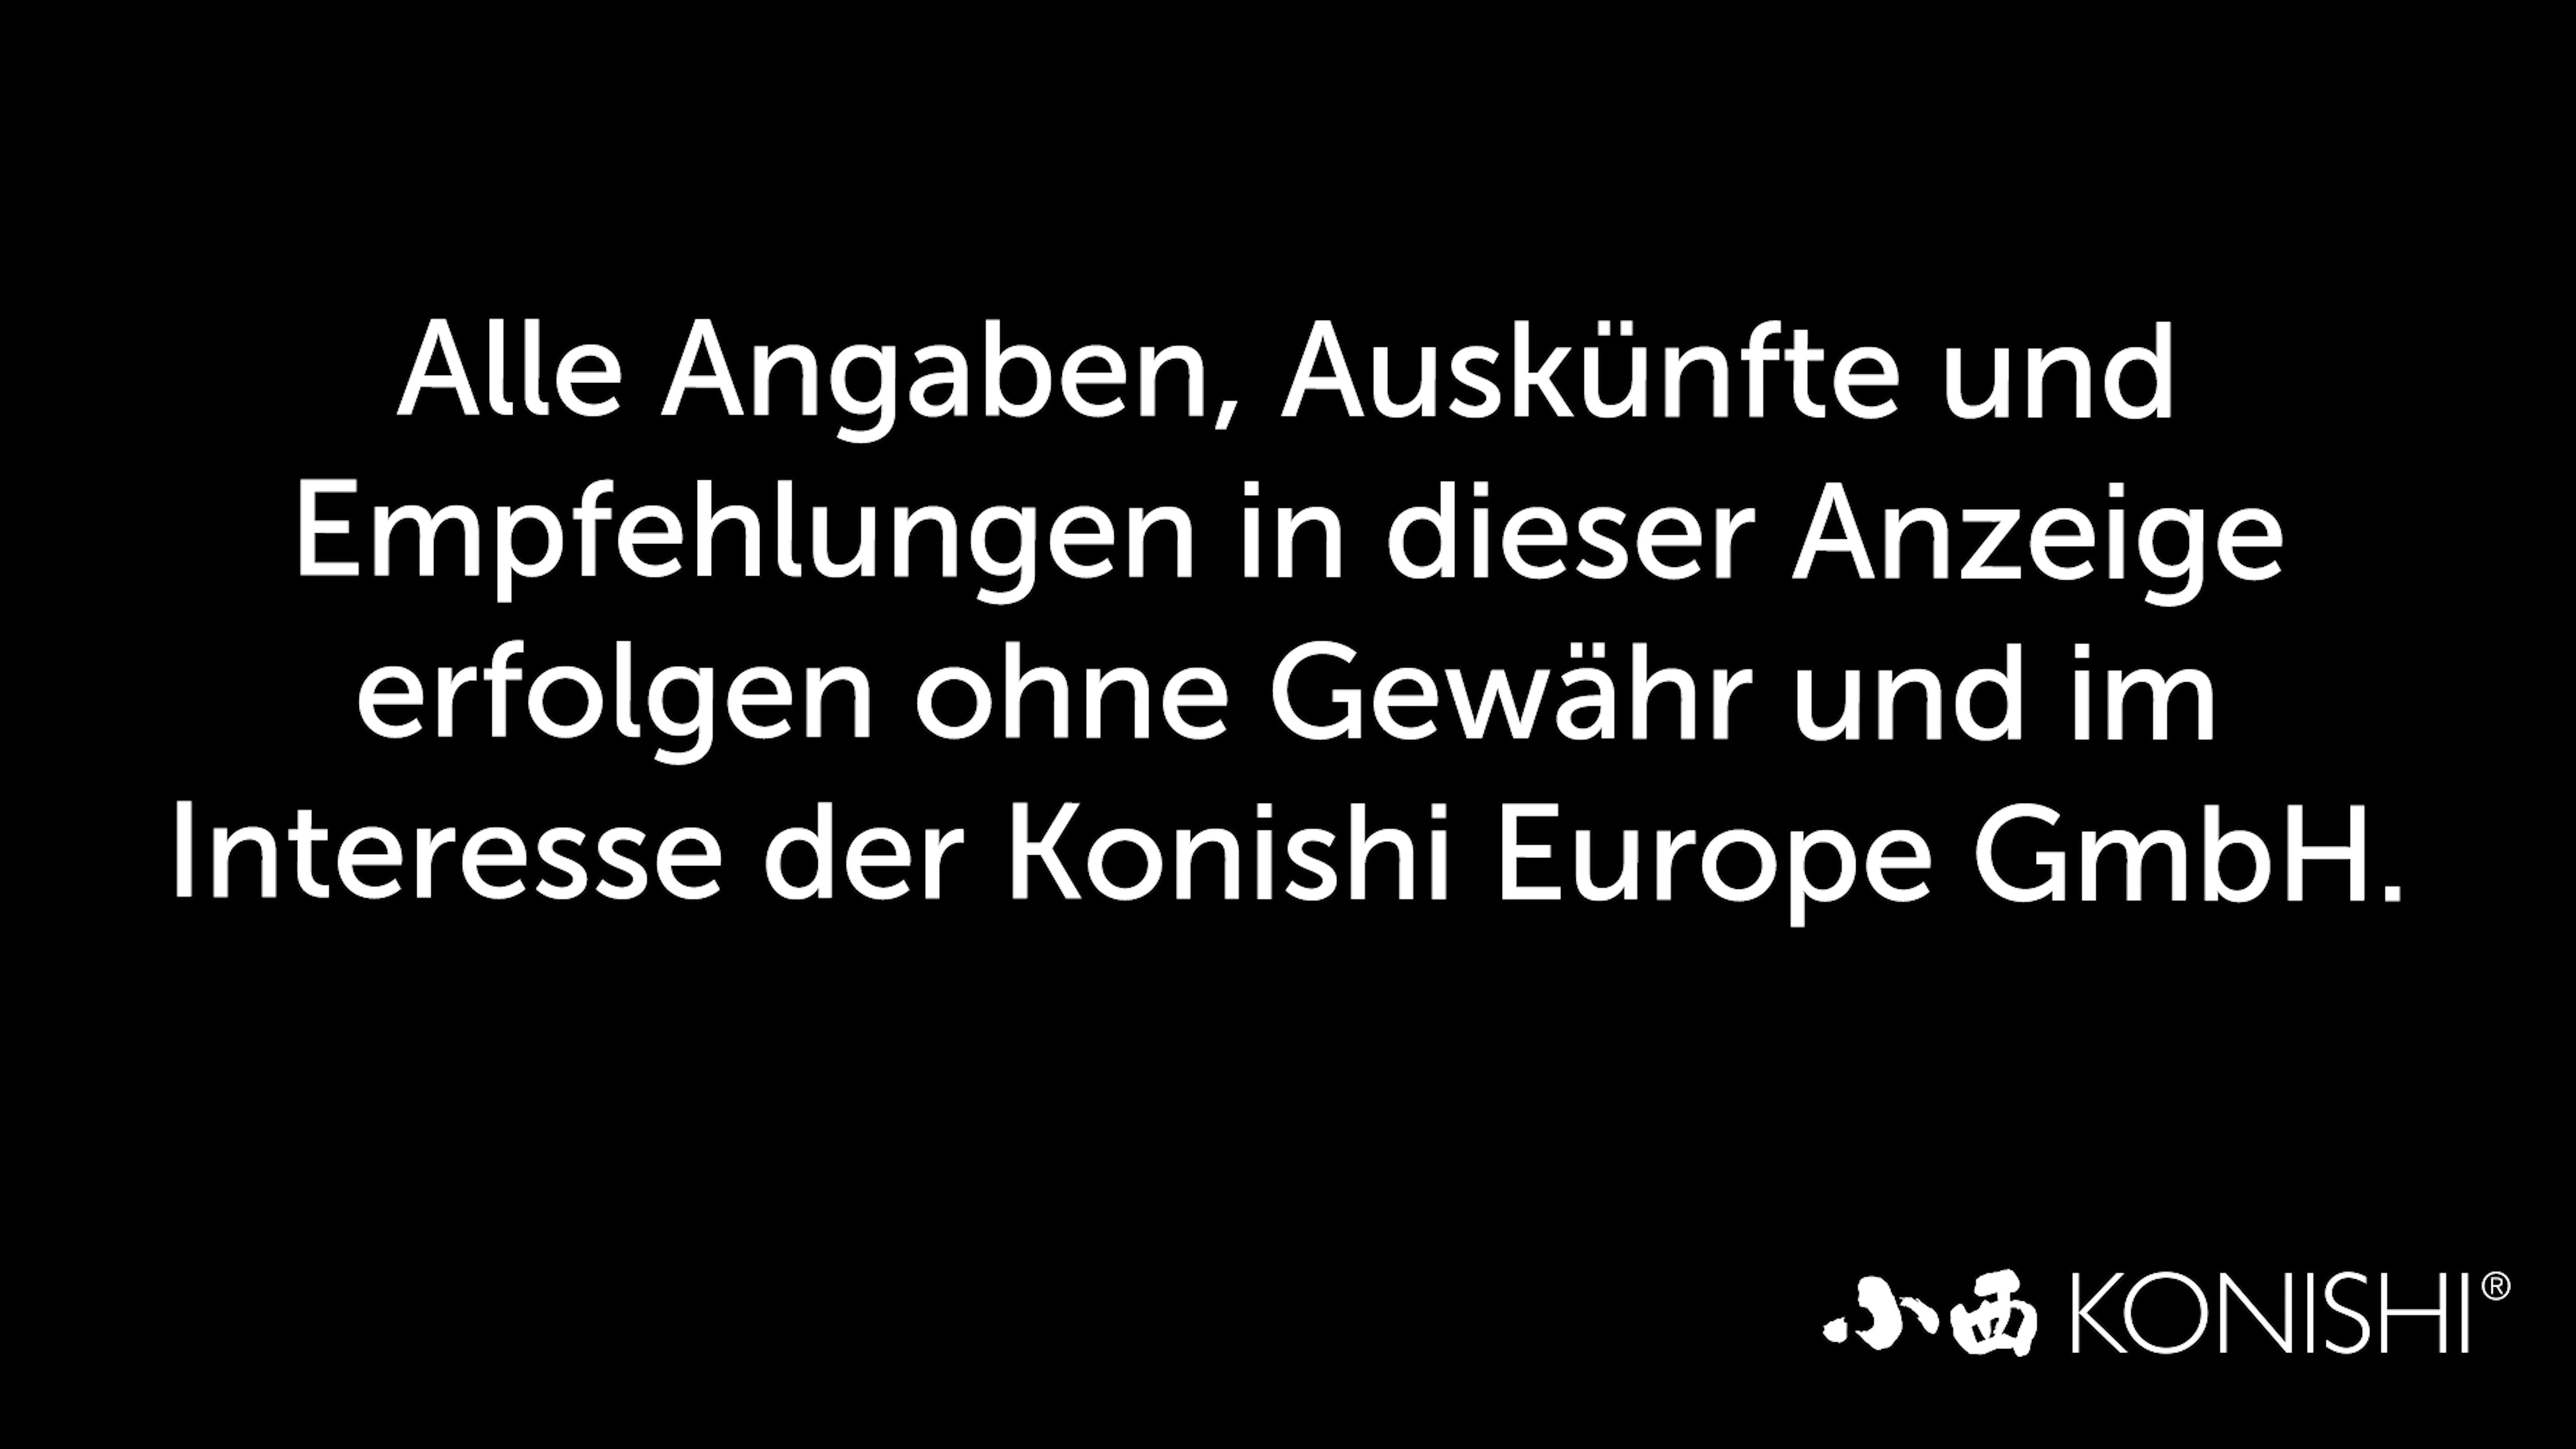 Alle Angaben, Auskünfte und
Empfehlungen in dieser Anzeige
erfolgen ohne Gewähr und im
Interesse der Konishi Europe GmbH.
小西 KONISHI®